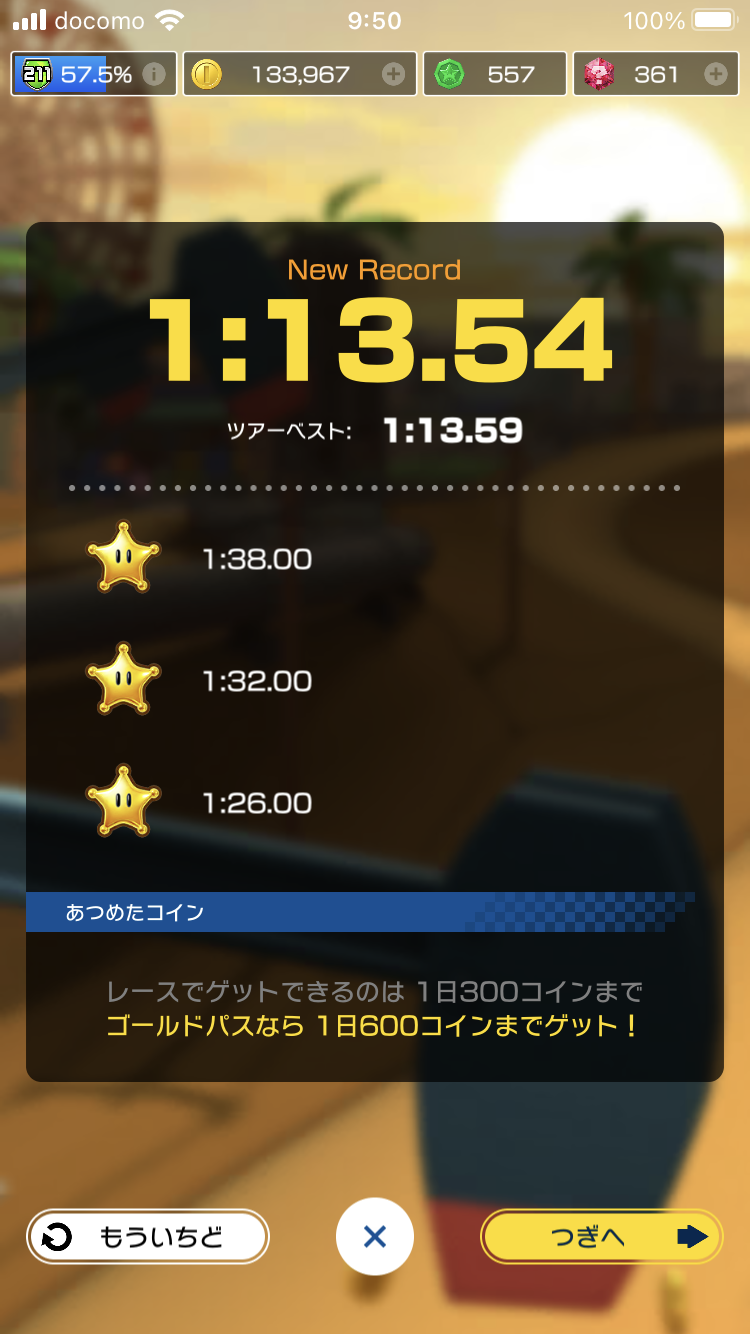 docomo 9:50 100%
211 57.5% 133,967 557 361
New Record
1:13.54
ツアーベスト: 1:13.59
1:38.00
1:32.00
1:26.00
あつめたコイン
レースでゲットできるのは 1日300コインまで
ゴールドパスなら 1日600コインまでゲット!
もういちど つぎへ